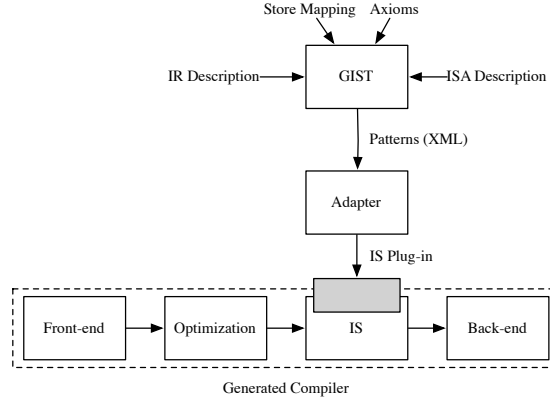 Store Mapping Axioms
IR Description GIST ISA Description
Patterns (XML)
Adapter
IS Plug-in
Front-end Optimization IS Back-end
Generated Compiler